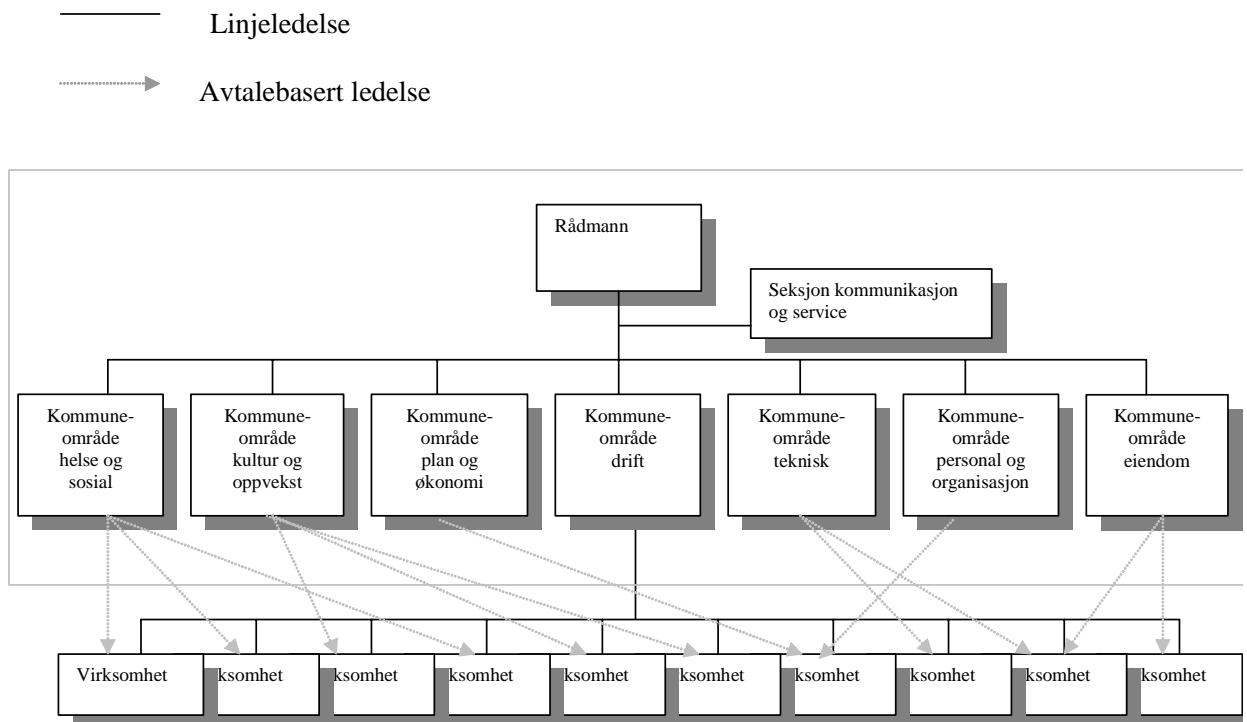 Linjeledelse
Avtalebasert ledelse
Rådmann
Seksjon kommunikasjon
og service
Kommune-
område
helse og
sosial
Kommune-
område
kultur og
oppvekst
Kommune-
område
plan og
økonomi
Kommune-
område
drift
Kommune-
område
teknisk
Kommune-
område
personal og
organisasjon
Kommune-
område
eiendom
Virksomhet
ksomhet
ksomhet
ksomhet
ksomhet
ksomhet
ksomhet
ksomhet
ksomhet
ksomhet